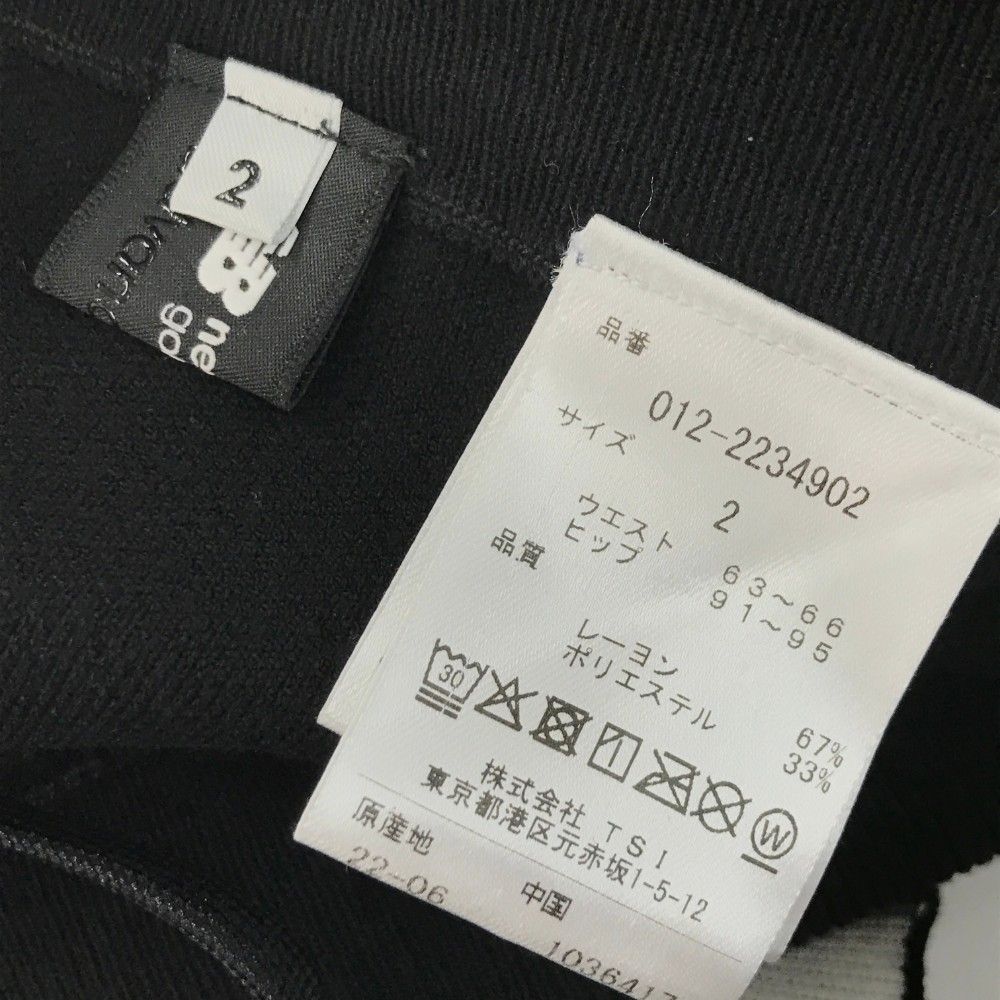 2
品番
012-2234902
サイズ
2
ウエスト 63～66
ヒップ 91～95
品質
レーヨン 67%
ポリエステル 33%
30
W
株式会社 TSI
東京都港区元赤坂1-5-12
原産地 中国
22-06